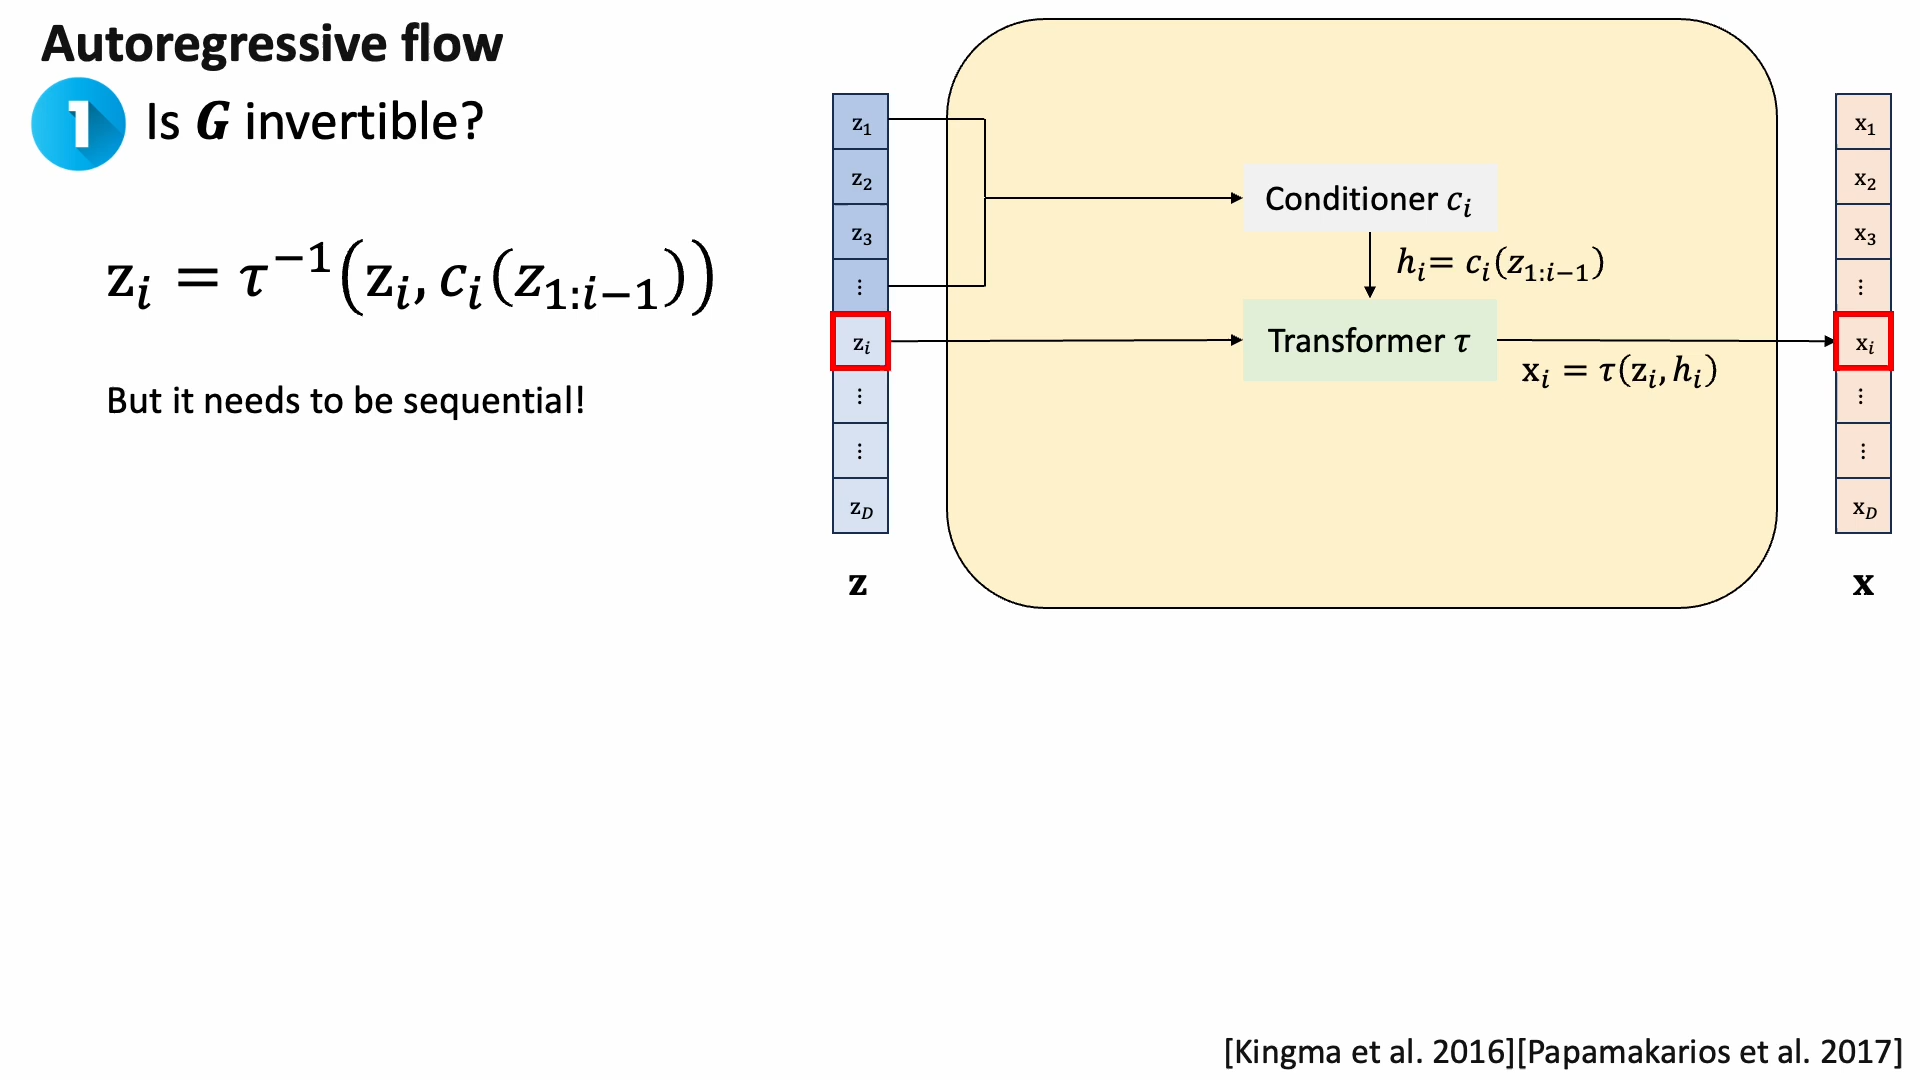 Autoregressive flow
1 Is G invertible?
zᵢ = τ⁻¹(zᵢ, cᵢ(z₁:ᵢ₋₁))
But it needs to be sequential!
z₁
z₂
z₃
⋮
zᵢ
⋮
⋮
z_D
z
Conditioner cᵢ
hᵢ= cᵢ(z₁:ᵢ₋₁)
Transformer τ
xᵢ = τ(zᵢ, hᵢ)
x₁
x₂
x₃
⋮
xᵢ
⋮
⋮
x_D
x
[Kingma et al. 2016][Papamakarios et al. 2017]